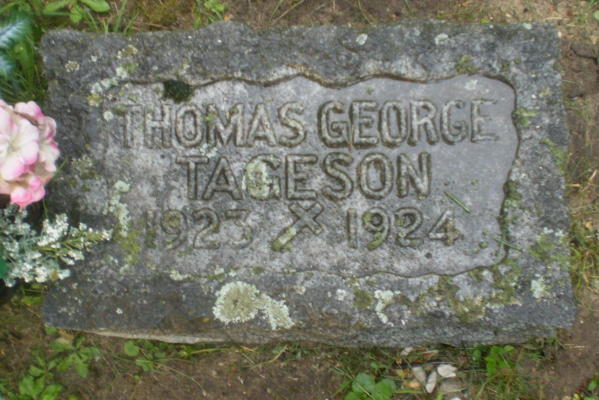 THOMAS GEORGE
TAGESON
1923 1924